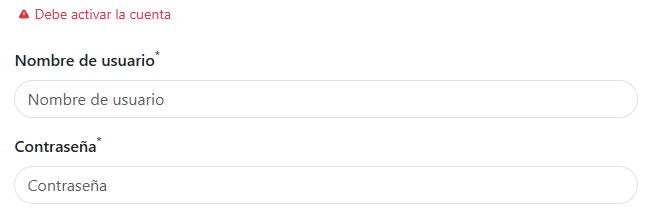 Debe activar la cuenta
Nombre de usuario*
Nombre de usuario
Contraseña*
Contraseña